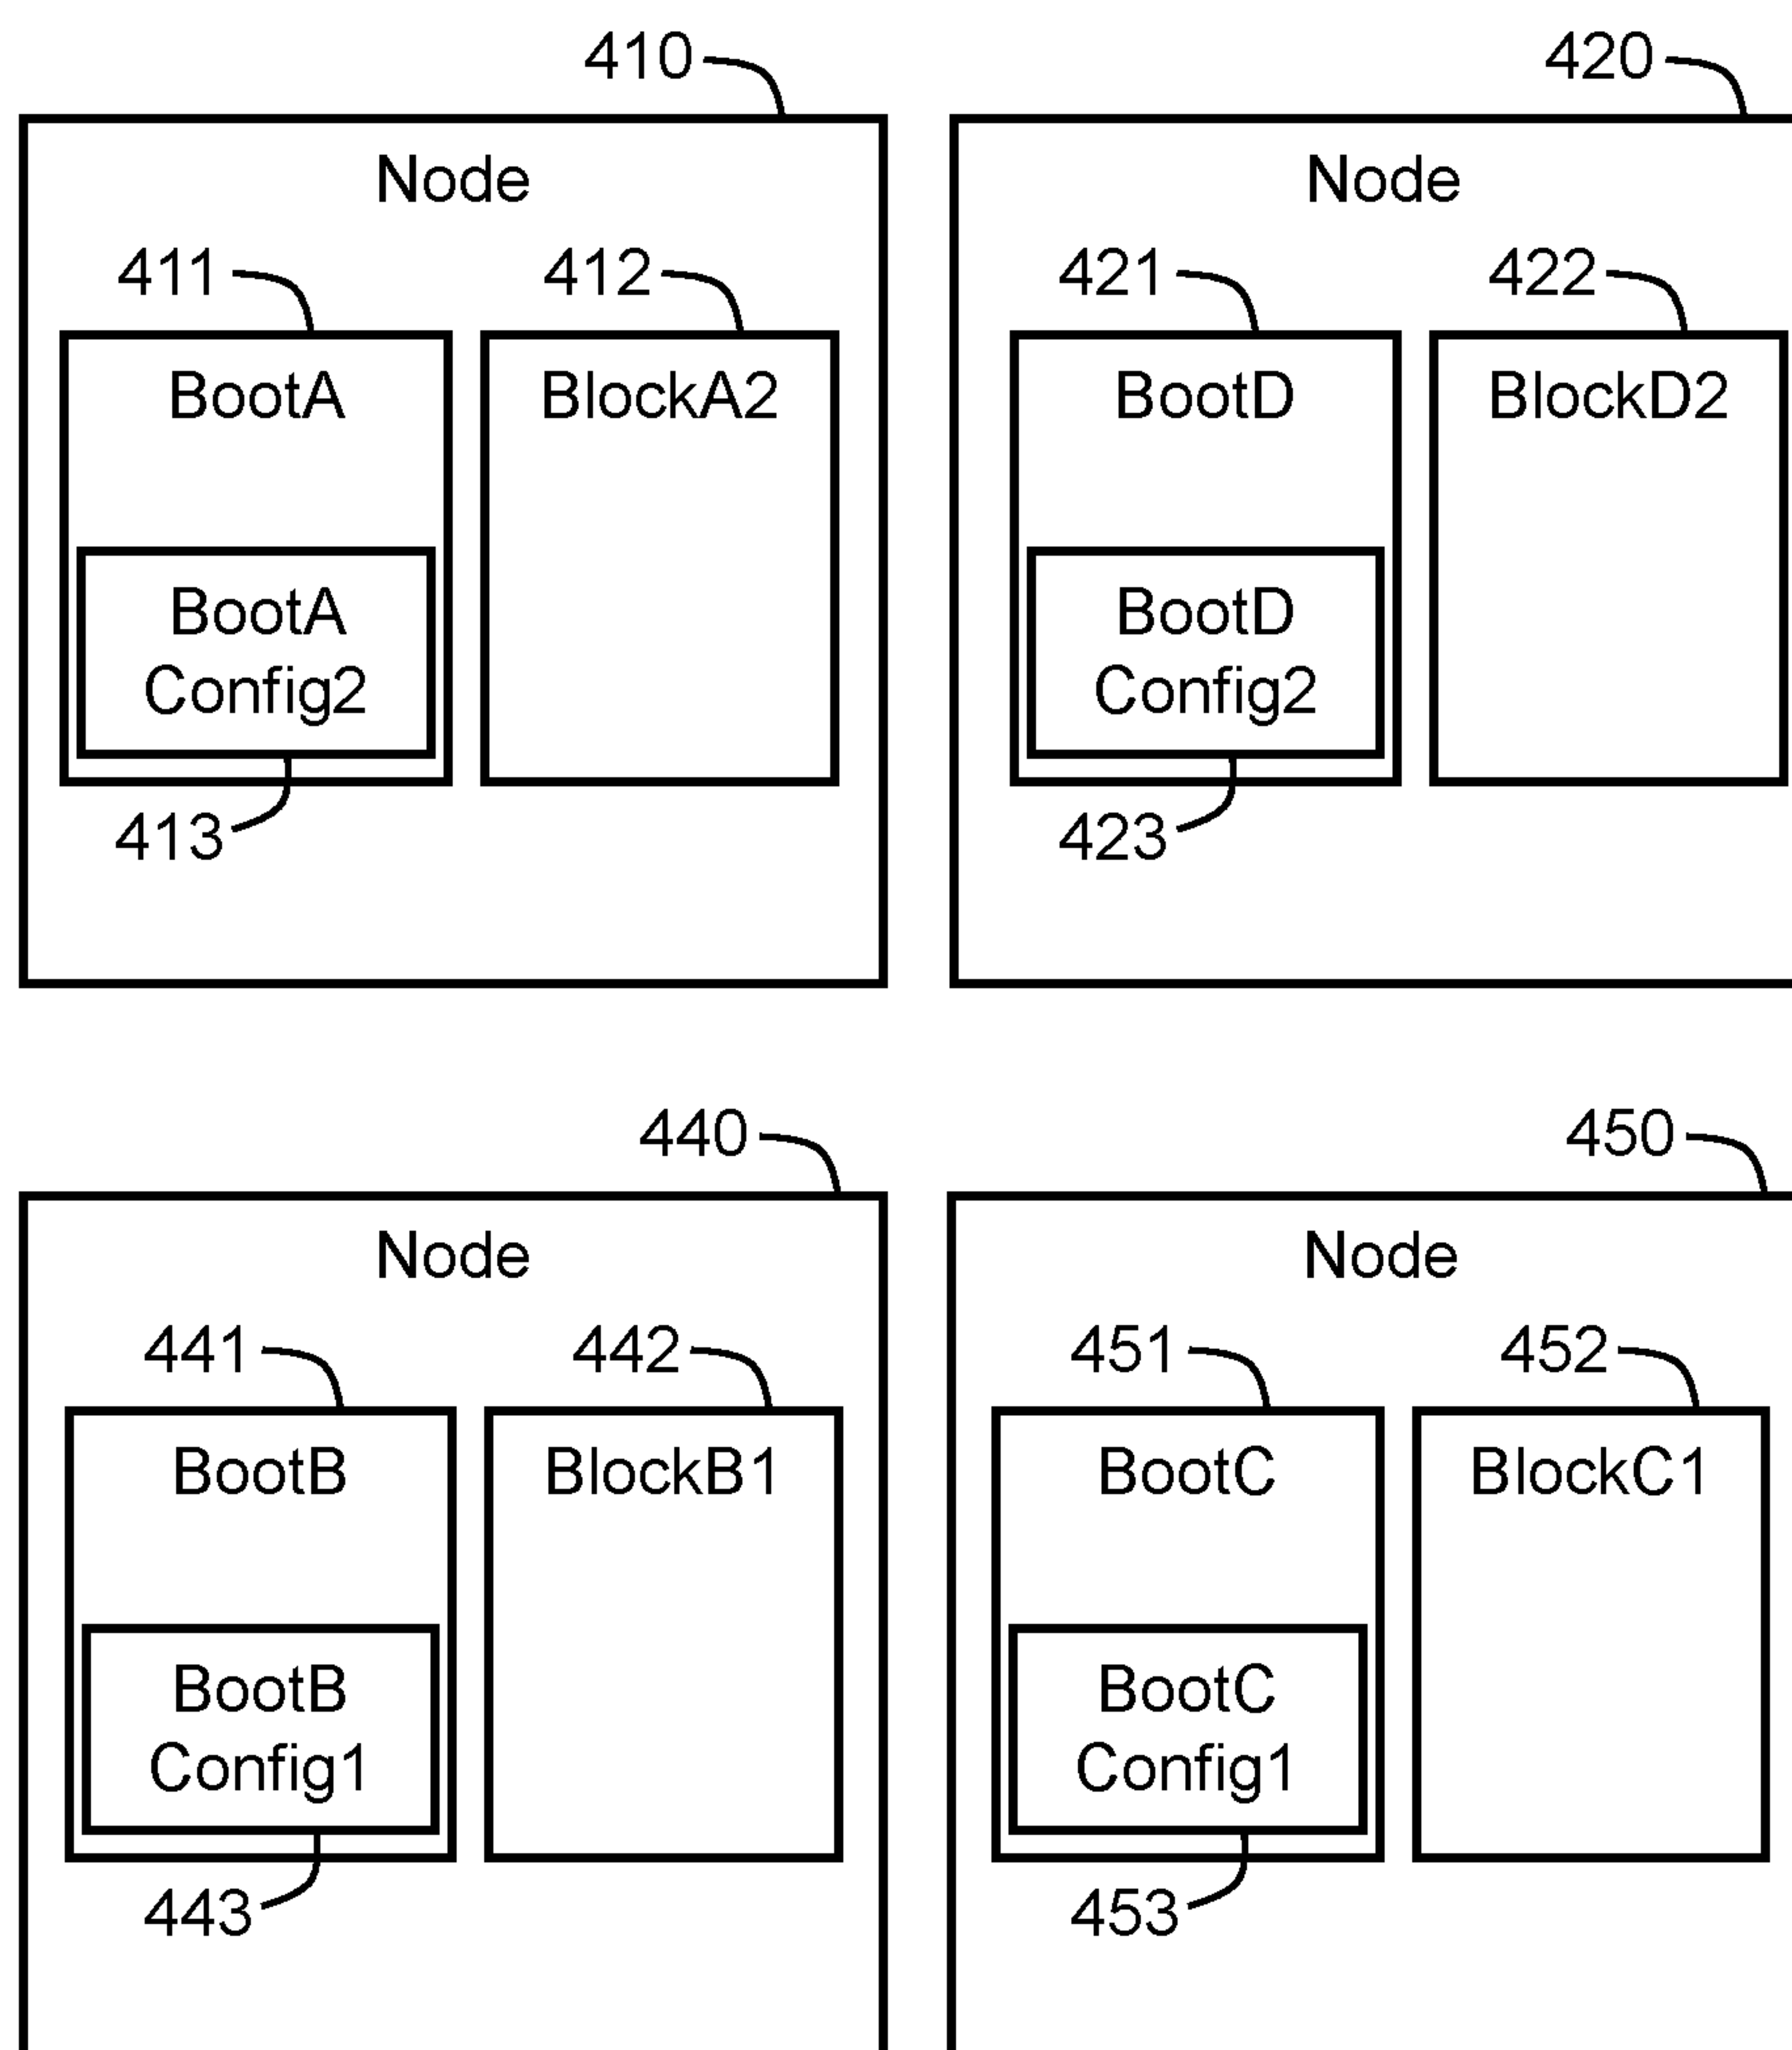 410
420
Node
Node
411
412
421
422
BootA
BlockA2
BootD
BlockD2
BootA
Config2
BootD
Config2
413
423
440
450
Node
Node
441
442
451
452
BootB
BlockB1
BootC
BlockC1
BootB
Config1
BootC
Config1
443
453